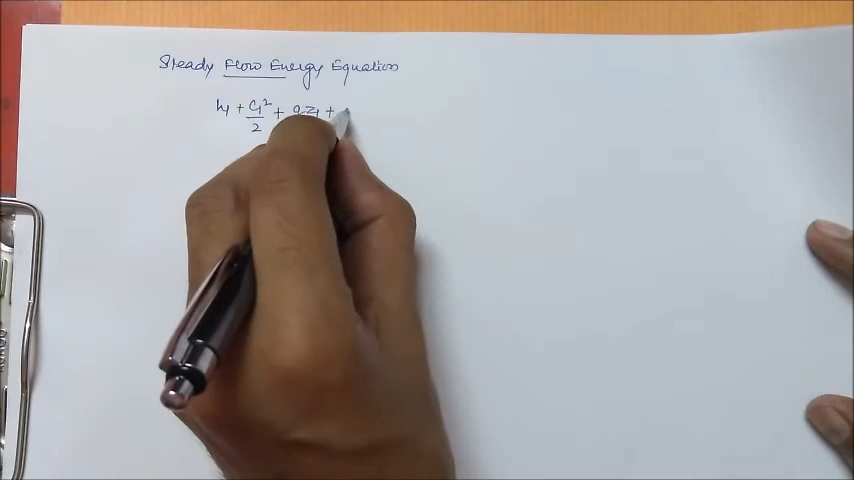 Steady Flow Energy Equation
h₁ + C₁²/2 + gz₁ +